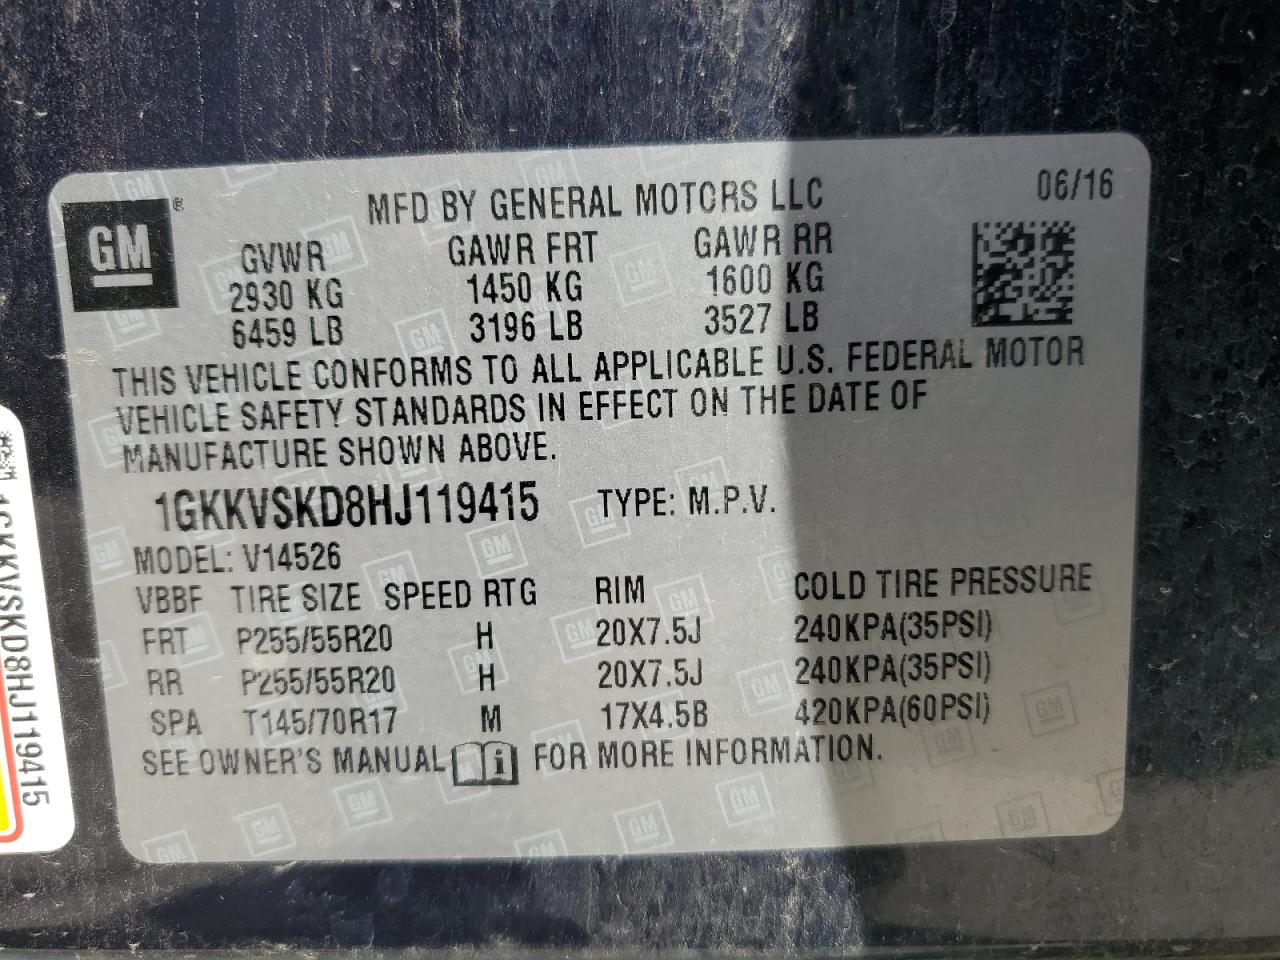 GM®
MFD BY GENERAL MOTORS LLC
06/16
GVWR GAWR FRT GAWR RR
2930 KG 1450 KG 1600 KG
6459 LB 3196 LB 3527 LB
THIS VEHICLE CONFORMS TO ALL APPLICABLE U.S. FEDERAL MOTOR
VEHICLE SAFETY STANDARDS IN EFFECT ON THE DATE OF
MANUFACTURE SHOWN ABOVE.
1GKKVSKD8HJ119415 TYPE: M.P.V.
MODEL: V14526
VBBF TIRE SIZE SPEED RTG RIM COLD TIRE PRESSURE
FRT P255/55R20 H 20X7.5J 240KPA(35PSI)
RR P255/55R20 H 20X7.5J 240KPA(35PSI)
SPA T145/70R17 M 17X4.5B 420KPA(60PSI)
SEE OWNER'S MANUAL i FOR MORE INFORMATION.
1GKKVSKD8HJ119415